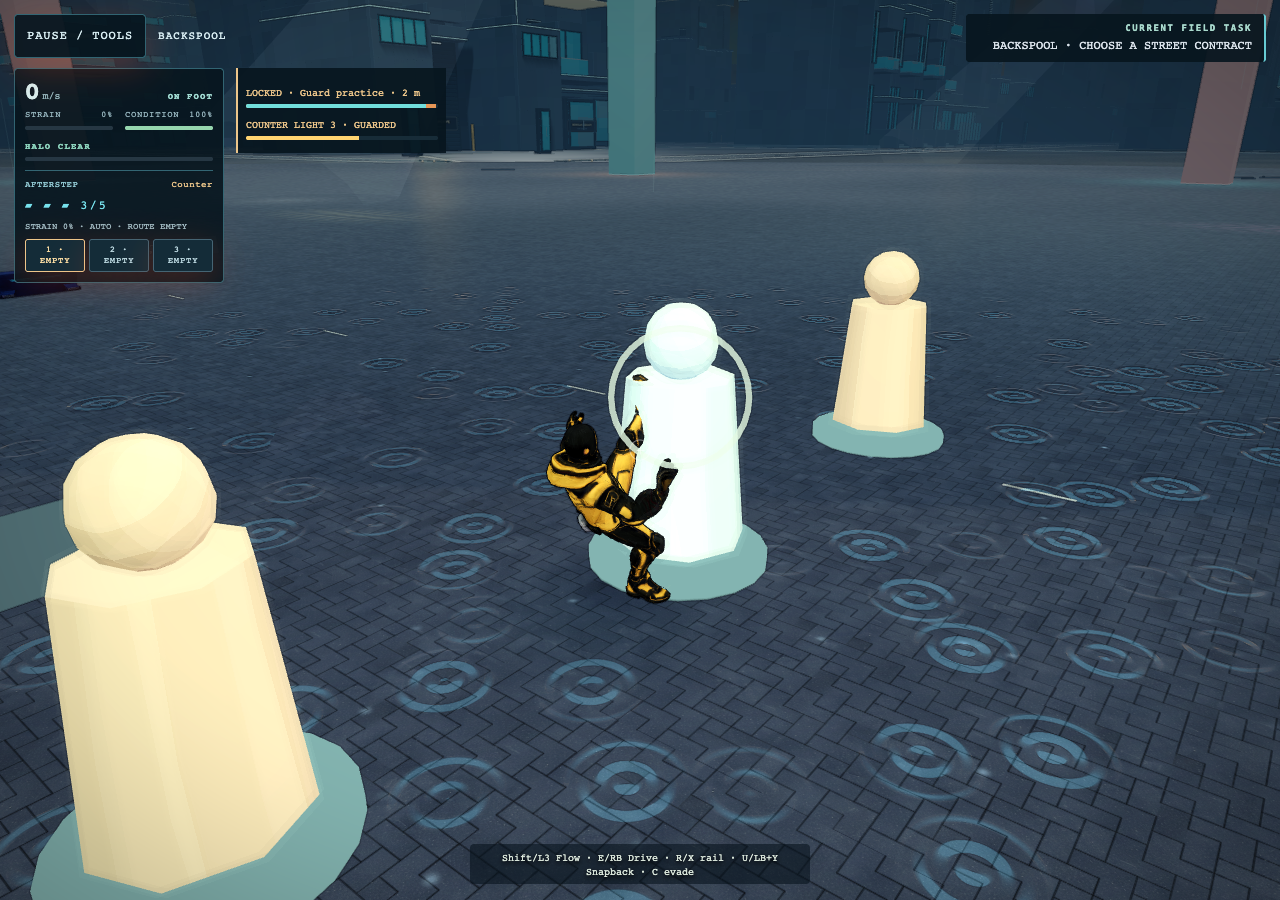 PAUSE / TOOLS
BACKSPOOL
CURRENT FIELD TASK
BACKSPOOL · CHOOSE A STREET CONTRACT
0 m/s
ON FOOT
STRAIN 0%
CONDITION 100%
HALO CLEAR
AFTERSTEP
Counter
3/5
STRAIN 0% · AUTO · ROUTE EMPTY
1 · EMPTY
2 · EMPTY
3 · EMPTY
LOCKED · Guard practice · 2 m
COUNTER LIGHT 3 · GUARDED
Shift/L3 Flow · E/RB Drive · R/X rail · U/LB+Y
Snapback · C evade